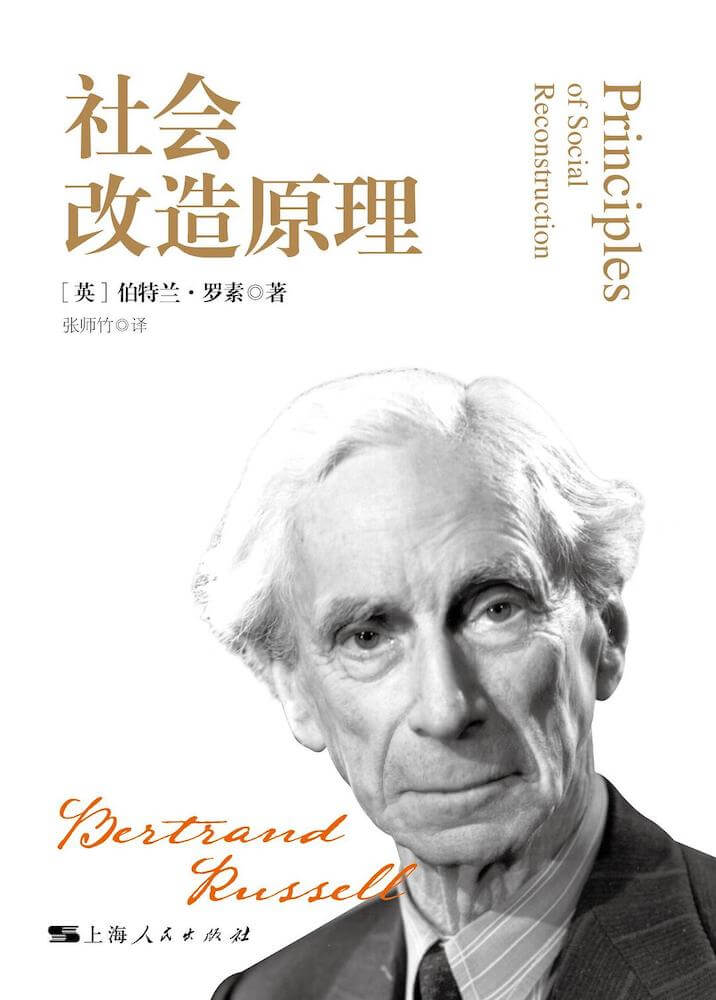 社会
改造原理
[英] 伯特兰·罗素◎著
张师竹◎译
Principles
of Social
Reconstruction
Bertrand
Russell
上海人民出版社